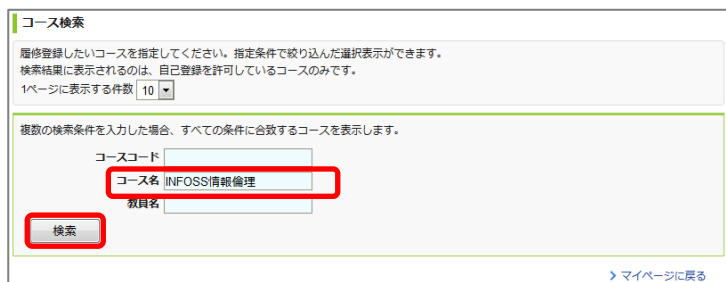 コース検索
履修登録したいコースを指定してください。指定条件で絞り込んだ選択表示ができます。
検索結果に表示されるのは、自己登録を許可しているコースのみです。
1ページに表示する件数 10
複数の検索条件を入力した場合、すべての条件に合致するコースを表示します。
コースコード
コース名 INFOSS情報倫理
教員名
検索
マイページに戻る